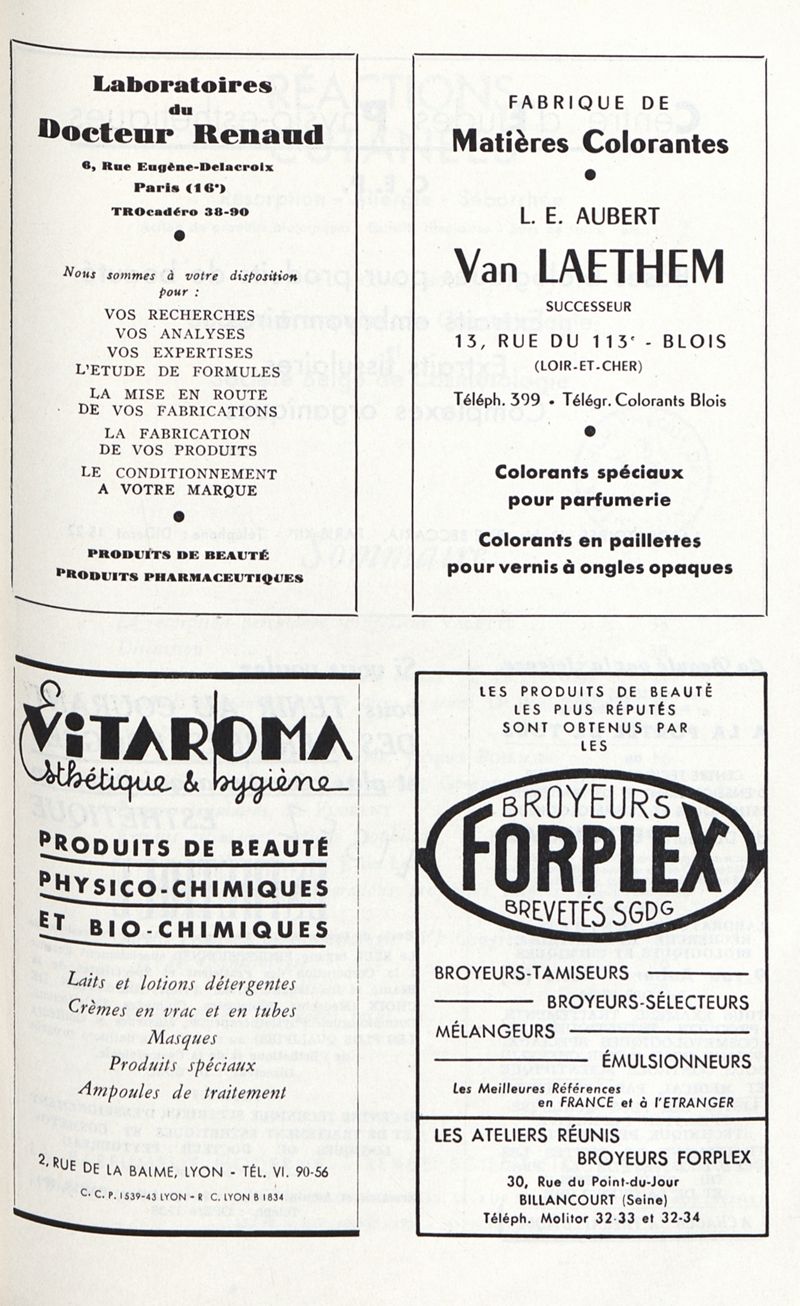 Laboratoires
du
Docteur Renaud
6, Rue Eugène-Delacroix
Paris (16e)
TROcadéro 38-90
Nous sommes à votre disposition
pour :
VOS RECHERCHES
VOS ANALYSES
VOS EXPERTISES
L'ETUDE DE FORMULES
LA MISE EN ROUTE
DE VOS FABRICATIONS
LA FABRICATION
DE VOS PRODUITS
LE CONDITIONNEMENT
A VOTRE MARQUE
PRODUITS DE BEAUTÉ
PRODUITS PHARMACEUTIQUES
FABRIQUE DE
Matières Colorantes
L. E. AUBERT
Van LAETHEM
SUCCESSEUR
13, RUE DU 113e - BLOIS
(LOIR-ET-CHER)
Téléph. 399 • Télégr. Colorants Blois
Colorants spéciaux
pour parfumerie
Colorants en paillettes
pour vernis à ongles opaques
ViTAROMA
Esthétique & hygiène
PRODUITS DE BEAUTÉ
PHYSICO-CHIMIQUES
ET BIO-CHIMIQUES
Laits et lotions détergentes
Crèmes en vrac et en tubes
Masques
Produits spéciaux
Ampoules de traitement
2, RUE DE LA BAIME, LYON - TÉL. VI. 90-56
C. C. P. 1539-43 LYON - R C. LYON B 1834
LES PRODUITS DE BEAUTÉ
LES PLUS RÉPUTÉS
SONT OBTENUS PAR
LES
BROYEURS
FORPLEX
BREVETÉS SGDG
BROYEURS-TAMISEURS
BROYEURS-SÉLECTEURS
MÉLANGEURS
ÉMULSIONNEURS
Les Meilleures Références
en FRANCE et à l'ETRANGER
LES ATELIERS RÉUNIS
BROYEURS FORPLEX
30, Rue du Point-du-Jour
BILLANCOURT (Seine)
Téléph. Molitor 32-33 et 32-34